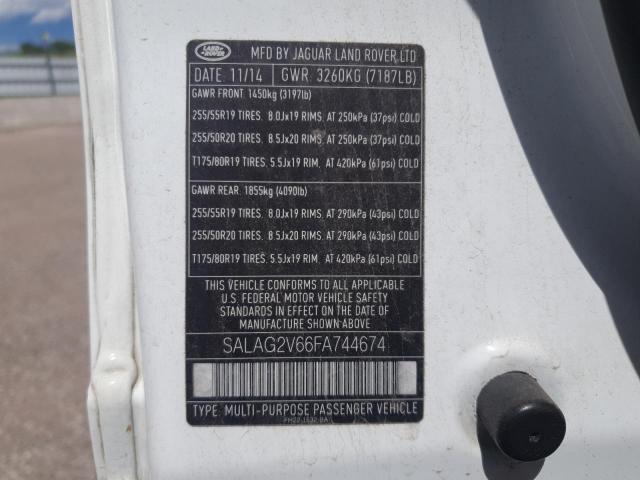 LAND ROVER MFD BY JAGUAR LAND ROVER LTD
DATE: 11/14 GWR: 3260KG (7187LB)
GAWR FRONT: 1450kg (3197lb)
255/55R19 TIRES. 8.0Jx19 RIMS. AT 250kPa (37psi) COLD
255/50R20 TIRES. 8.5Jx20 RIMS. AT 250kPa (37psi) COLD
T175/80R19 TIRES. 5.5Jx19 RIM. AT 420kPa (61psi) COLD
GAWR REAR: 1855kg (4090lb)
255/55R19 TIRES. 8.0Jx19 RIMS. AT 290kPa (43psi) COLD
255/50R20 TIRES. 8.5Jx20 RIMS. AT 290kPa (43psi) COLD
T175/80R19 TIRES. 5.5Jx19 RIM. AT 420kPa (61psi) COLD
THIS VEHICLE CONFORMS TO ALL APPLICABLE
U.S. FEDERAL MOTOR VEHICLE SAFETY
STANDARDS IN EFFECT ON THE DATE OF
MANUFACTURE SHOWN ABOVE.
SALAG2V66FA744674
TYPE: MULTI-PURPOSE PASSENGER VEHICLE